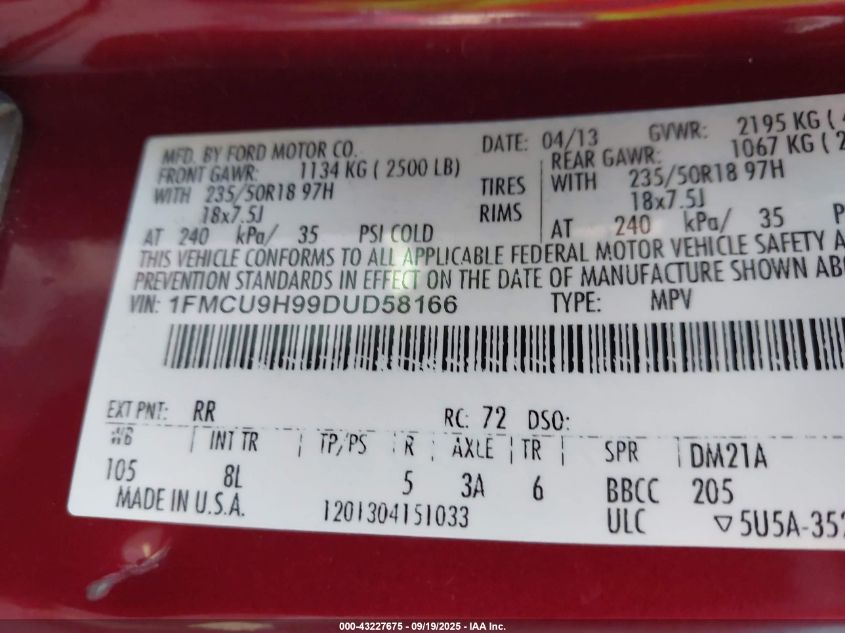 MFD. BY FORD MOTOR CO. DATE: 04/13 GVWR: 2195 KG (
FRONT GAWR: 1134 KG ( 2500 LB) REAR GAWR: 1067 KG ( 2
WITH 235/50R18 97H TIRES WITH 235/50R18 97H
18x7.5J RIMS 18x7.5J
AT 240 kPa/ 35 PSI COLD AT 240 kPa/ 35 P
THIS VEHICLE CONFORMS TO ALL APPLICABLE FEDERAL MOTOR VEHICLE SAFETY A
PREVENTION STANDARDS IN EFFECT ON THE DATE OF MANUFACTURE SHOWN ABO
VIN: 1FMCU9H99DUD58166 TYPE: MPV
EXT PNT: RR RC: 72 DSO:
WB | INT TR | TP/PS | R | AXLE | TR | SPR | DM21A
105 8L 5 3A 6 BBCC 205
MADE IN U.S.A. 1201304151033 ULC ▽5U5A-352
000-43227675 - 09/19/2025 - IAA Inc.